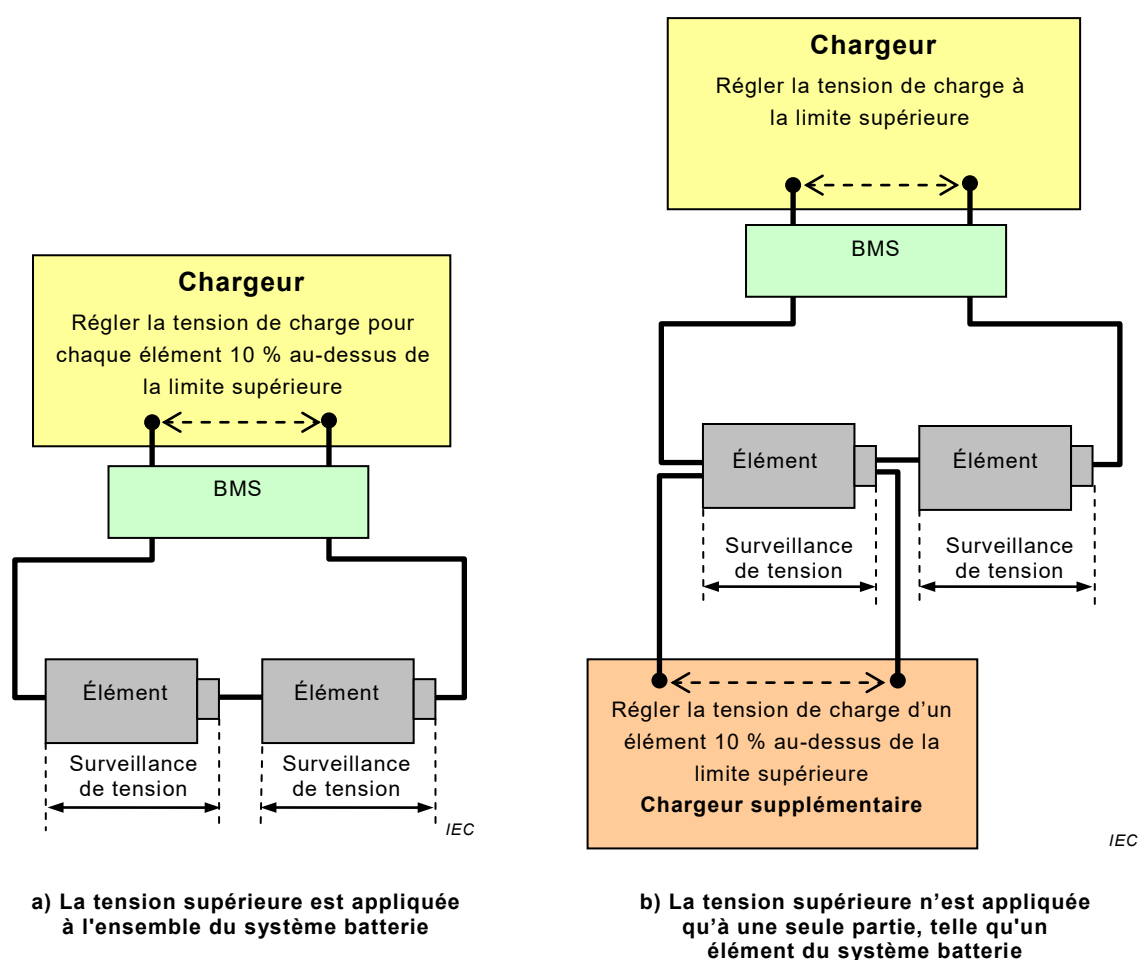 Chargeur
Régler la tension de charge pour
chaque élément 10 % au-dessus de
la limite supérieure
BMS
Élément
Élément
Surveillance
de tension
Surveillance
de tension
IEC
a) La tension supérieure est appliquée
à l'ensemble du système batterie
Chargeur
Régler la tension de charge à
la limite supérieure
BMS
Élément
Élément
Surveillance
de tension
Surveillance
de tension
Régler la tension de charge d’un
élément 10 % au-dessus de la
limite supérieure
Chargeur supplémentaire
IEC
b) La tension supérieure n’est appliquée
qu’à une seule partie, telle qu'un
élément du système batterie